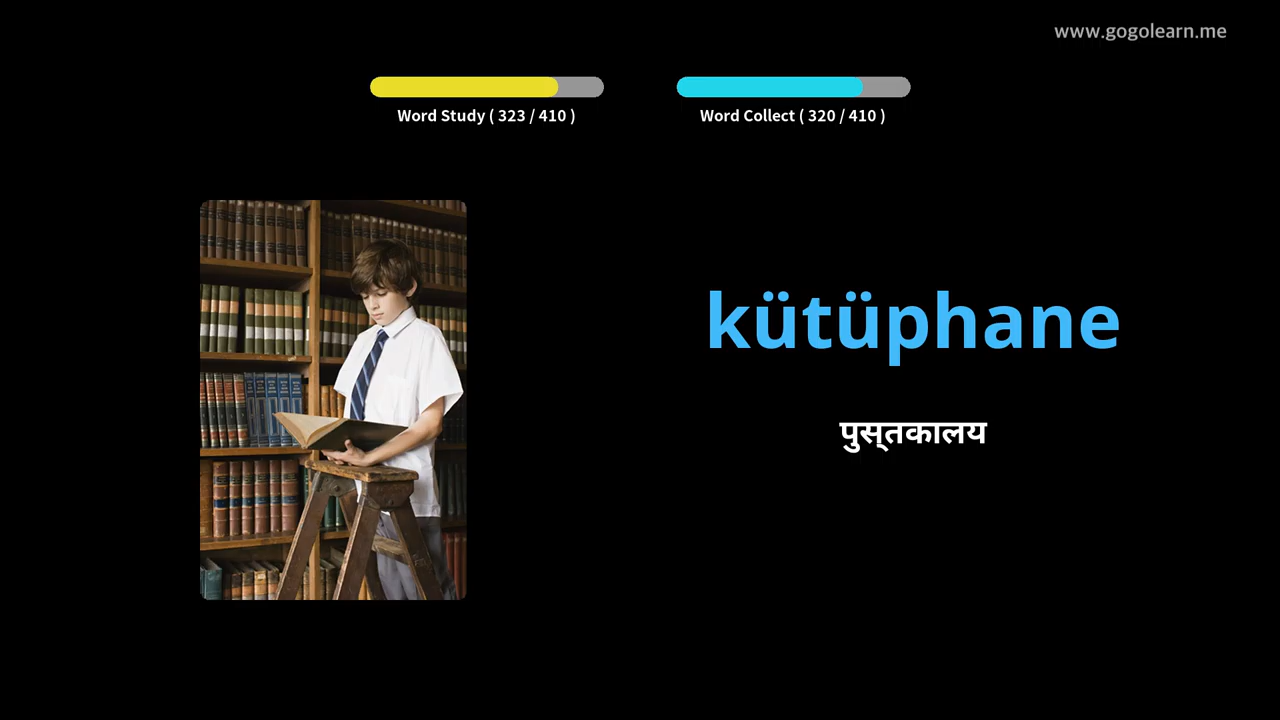 www.gogolearn.me
Word Study ( 323 / 410 )
Word Collect ( 320 / 410 )
kütüphane
पुस्तकालय